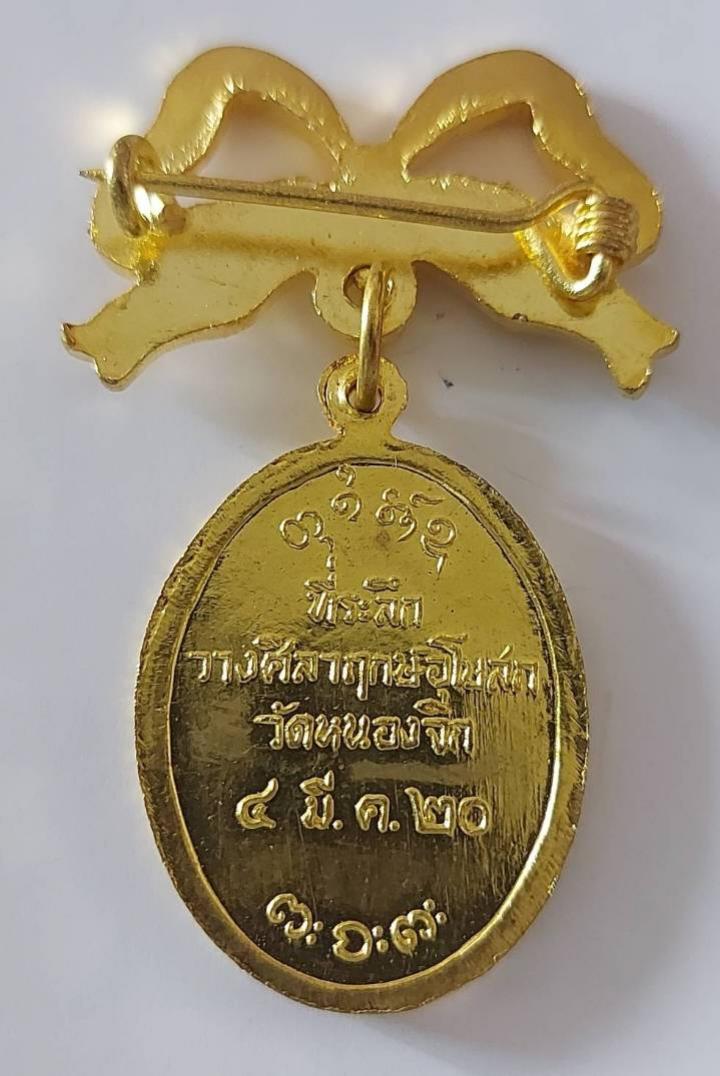 ที่ระลึก
วางศิลาฤกษ์อุโบสถ
วัดหนองจิก
๔ มี.ค.๒๐